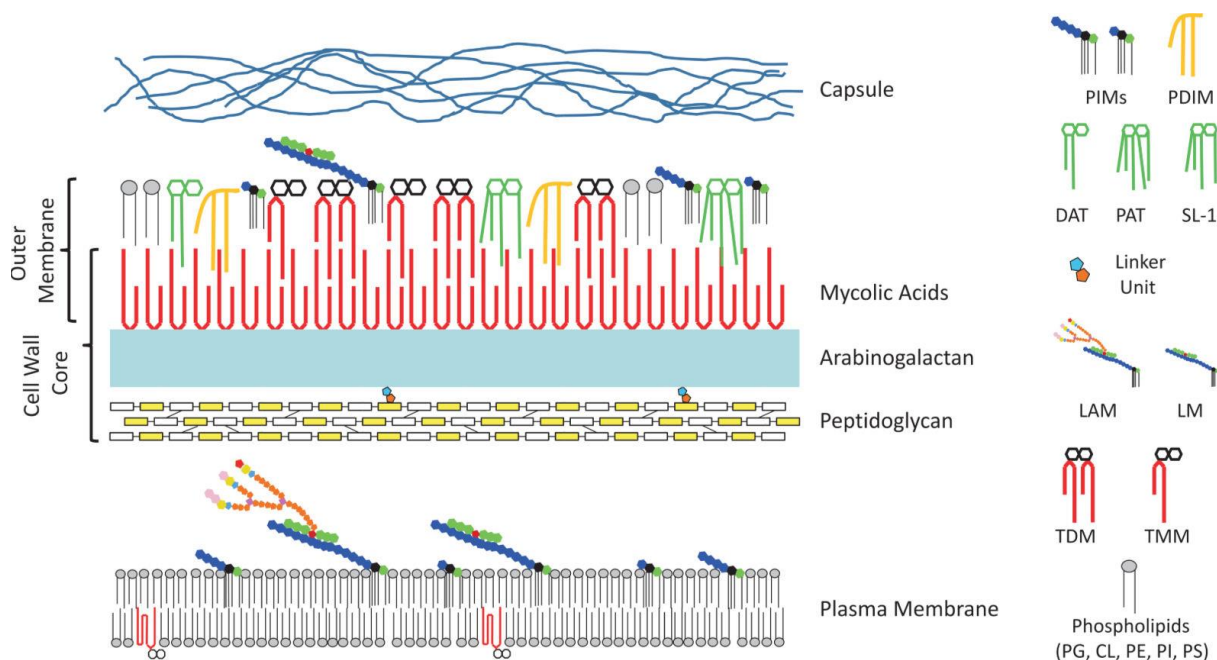 Capsule
Outer
Membrane
Mycolic Acids
Cell Wall
Core
Arabinogalactan
Peptidoglycan
Plasma Membrane
PIMs PDIM
DAT PAT SL-1
Linker
Unit
LAM LM
TDM TMM
Phospholipids
(PG, CL, PE, PI, PS)